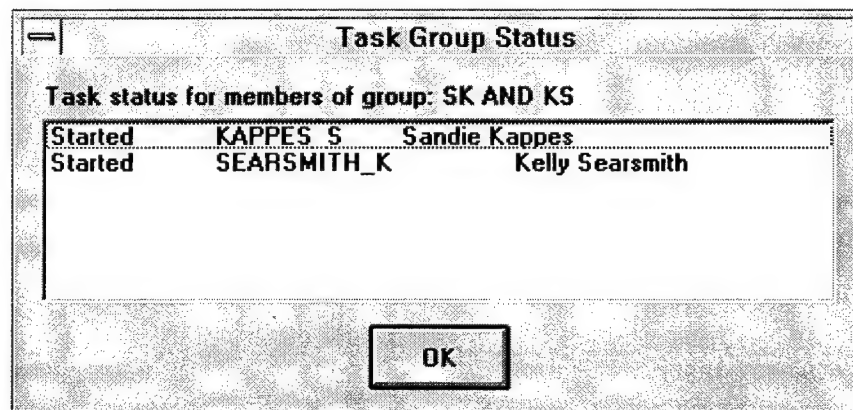 Task Group Status
Task status for members of group: SK AND KS
Started KAPPES_S Sandie Kappes
Started SEARSMITH_K Kelly Searsmith
OK